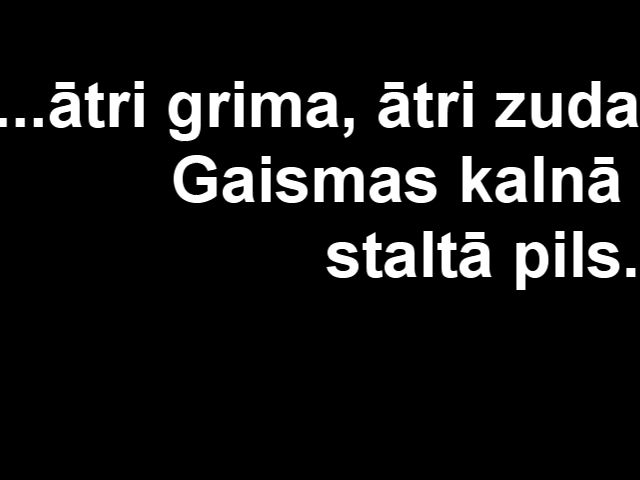 ...ātri grima, ātri zuda
Gaismas kalnā
staltā pils.